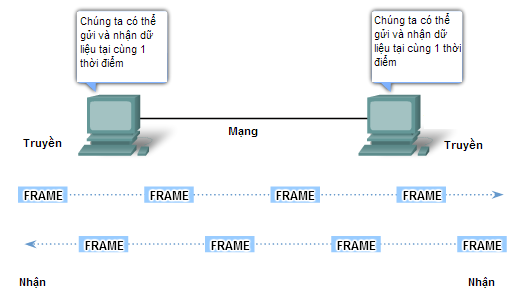 Chúng ta có thể
gửi và nhận dữ
liệu tại cùng 1
thời điểm
Chúng ta có thể
gửi và nhận dữ
liệu tại cùng 1 thời
điểm
Mạng
Truyền
Truyền
FRAME FRAME FRAME FRAME
FRAME FRAME FRAME FRAME
Nhận
Nhận